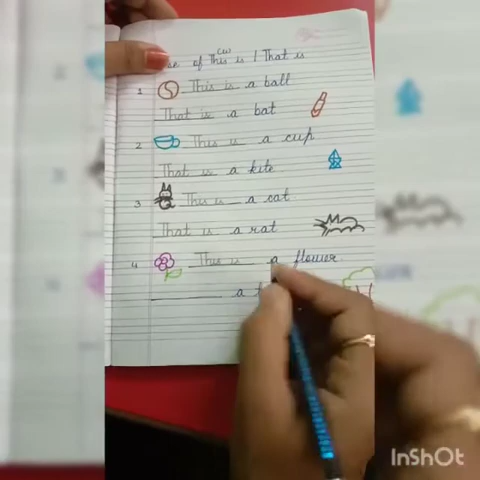 CW
of This is / That is
1 This is a ball
That is a bat
2 This is a cup
That is a kite
3 This is a cat
That is a rat
4 This is a flower
a
InShOt